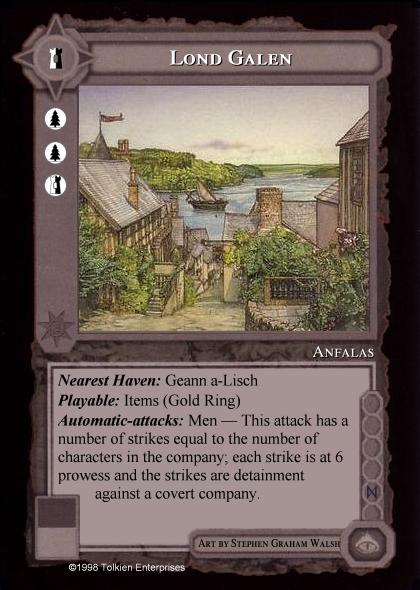 Lond Galen
Anfalas
Nearest Haven: Geann a-Lisch
Playable: Items (Gold Ring)
Automatic-attacks: Men — This attack has a
number of strikes equal to the number of
characters in the company; each strike is at 6
prowess and the strikes are detainment
against a covert company.
Art by Stephen Graham Walsh
©1998 Tolkien Enterprises